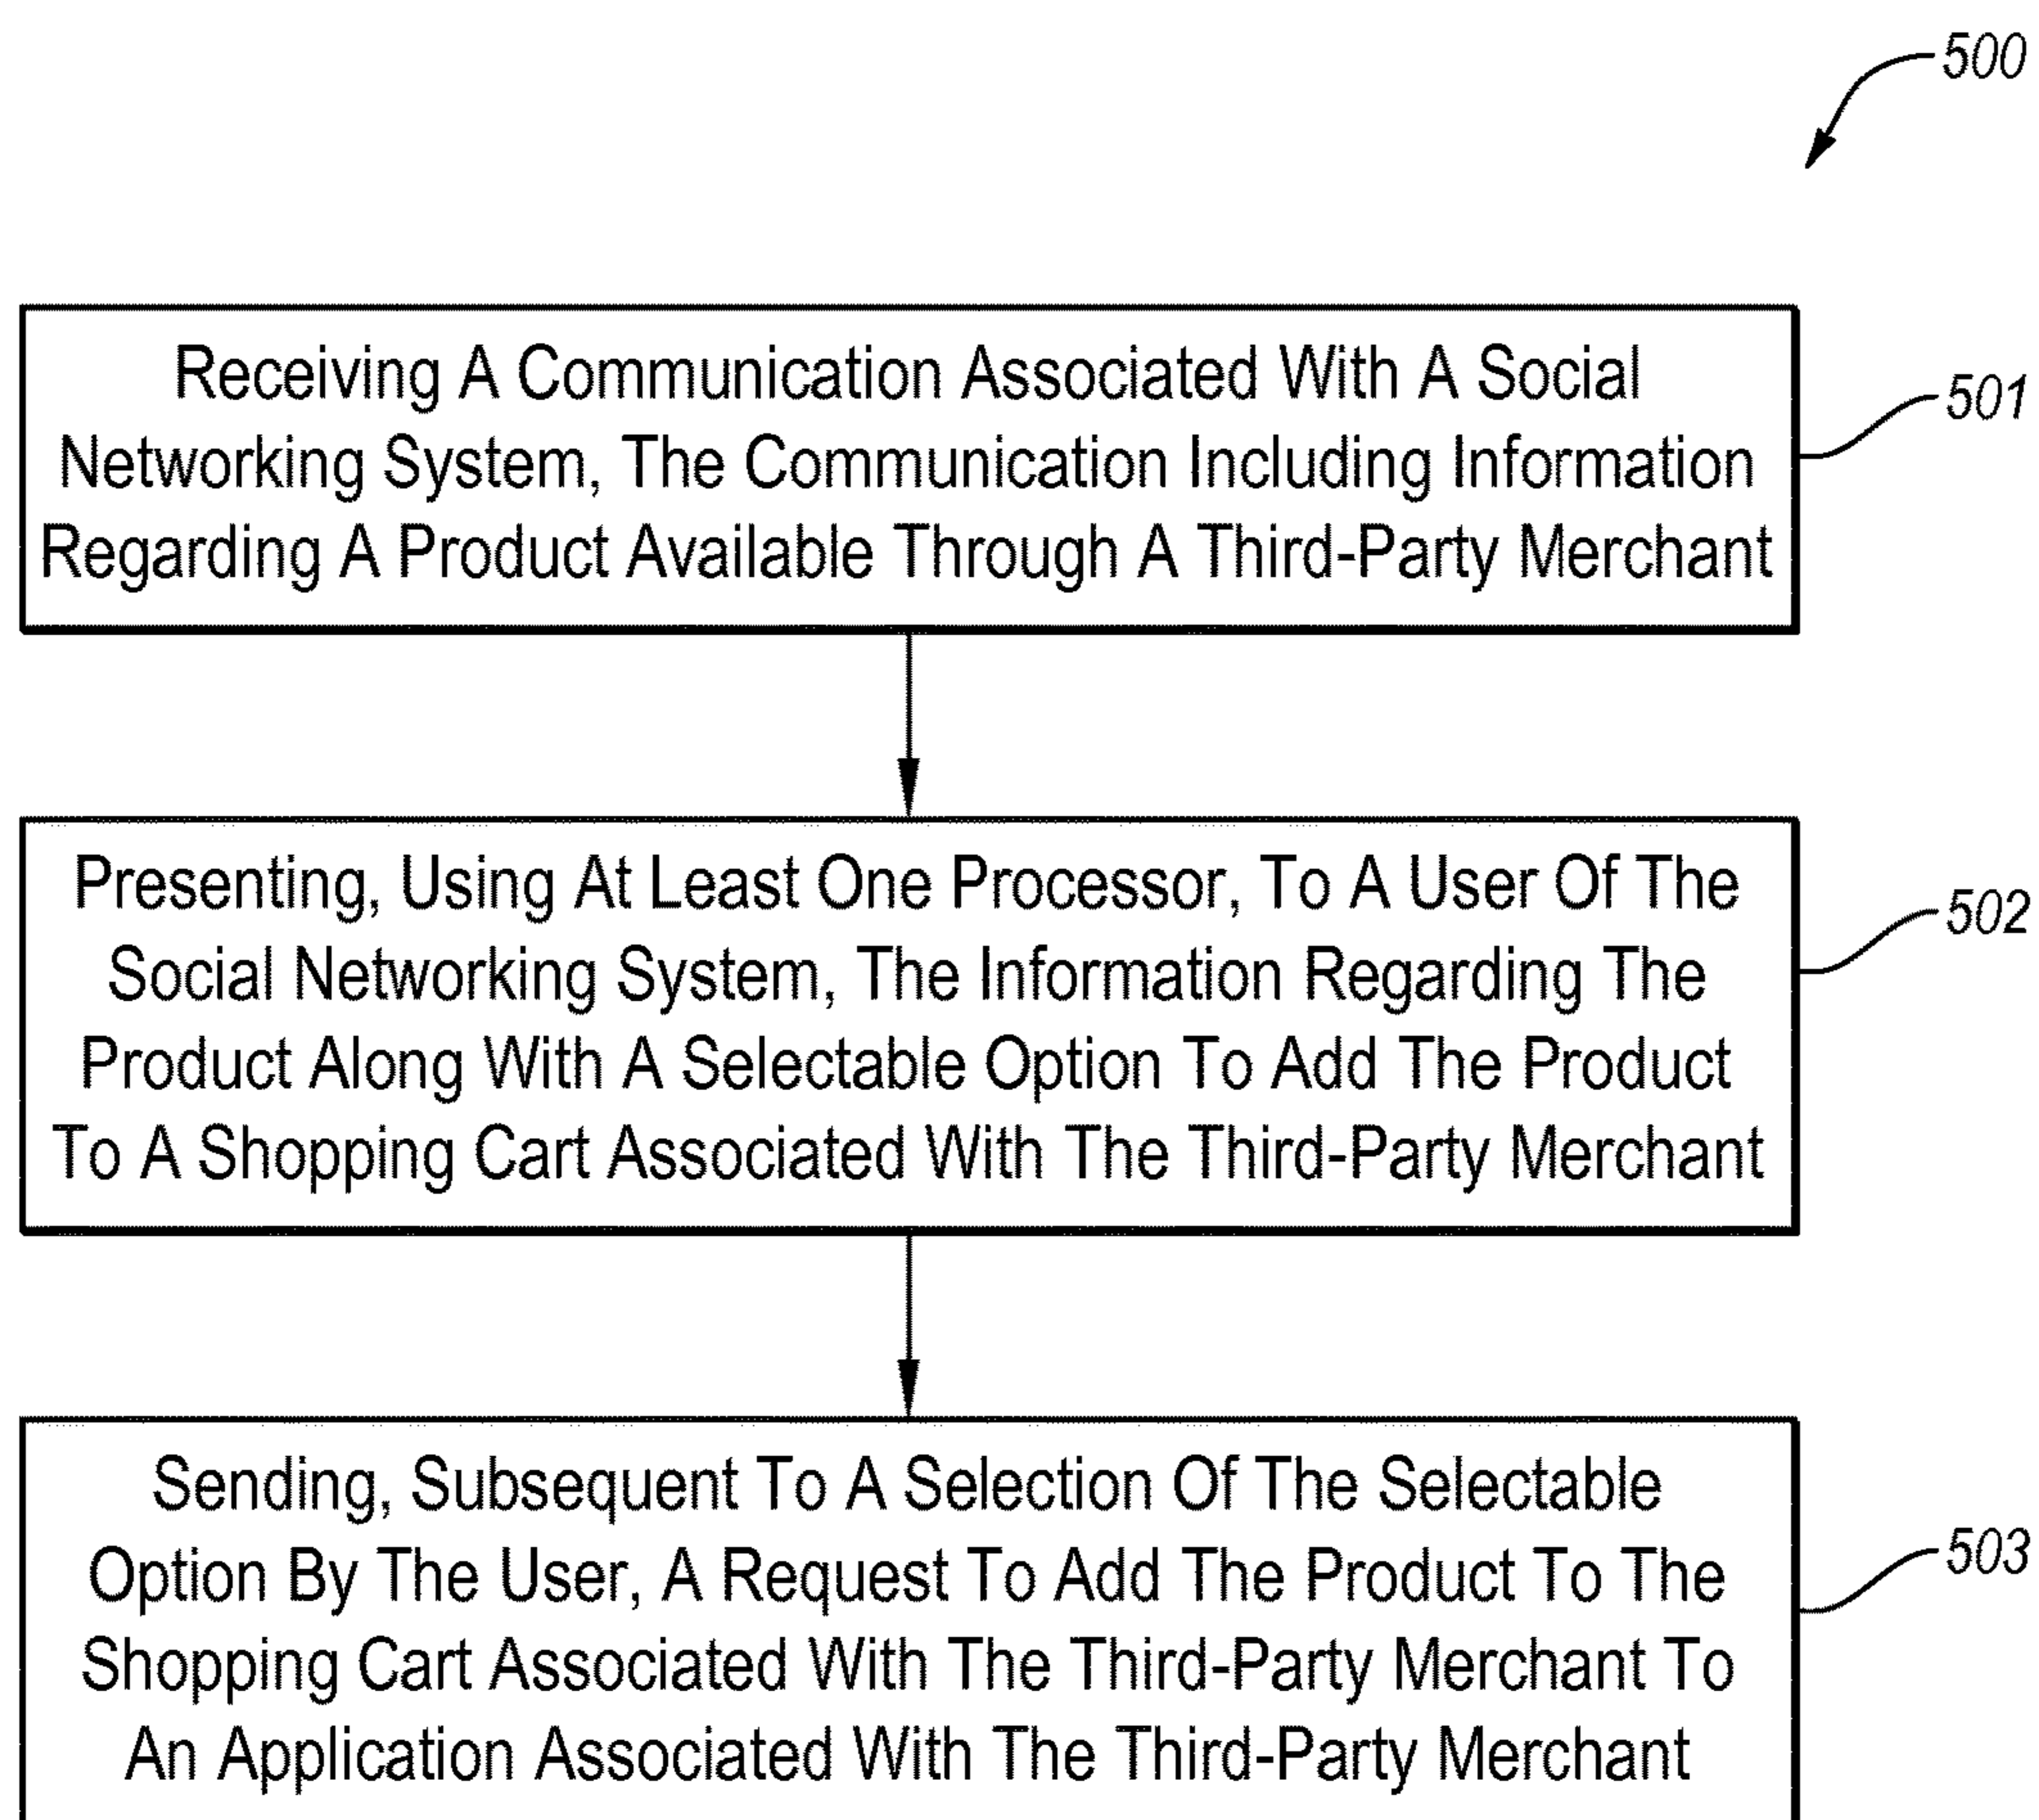 500
Receiving A Communication Associated With A Social
Networking System, The Communication Including Information
Regarding A Product Available Through A Third-Party Merchant
501
Presenting, Using At Least One Processor, To A User Of The
Social Networking System, The Information Regarding The
Product Along With A Selectable Option To Add The Product
To A Shopping Cart Associated With The Third-Party Merchant
502
Sending, Subsequent To A Selection Of The Selectable
Option By The User, A Request To Add The Product To The
Shopping Cart Associated With The Third-Party Merchant To
An Application Associated With The Third-Party Merchant
503